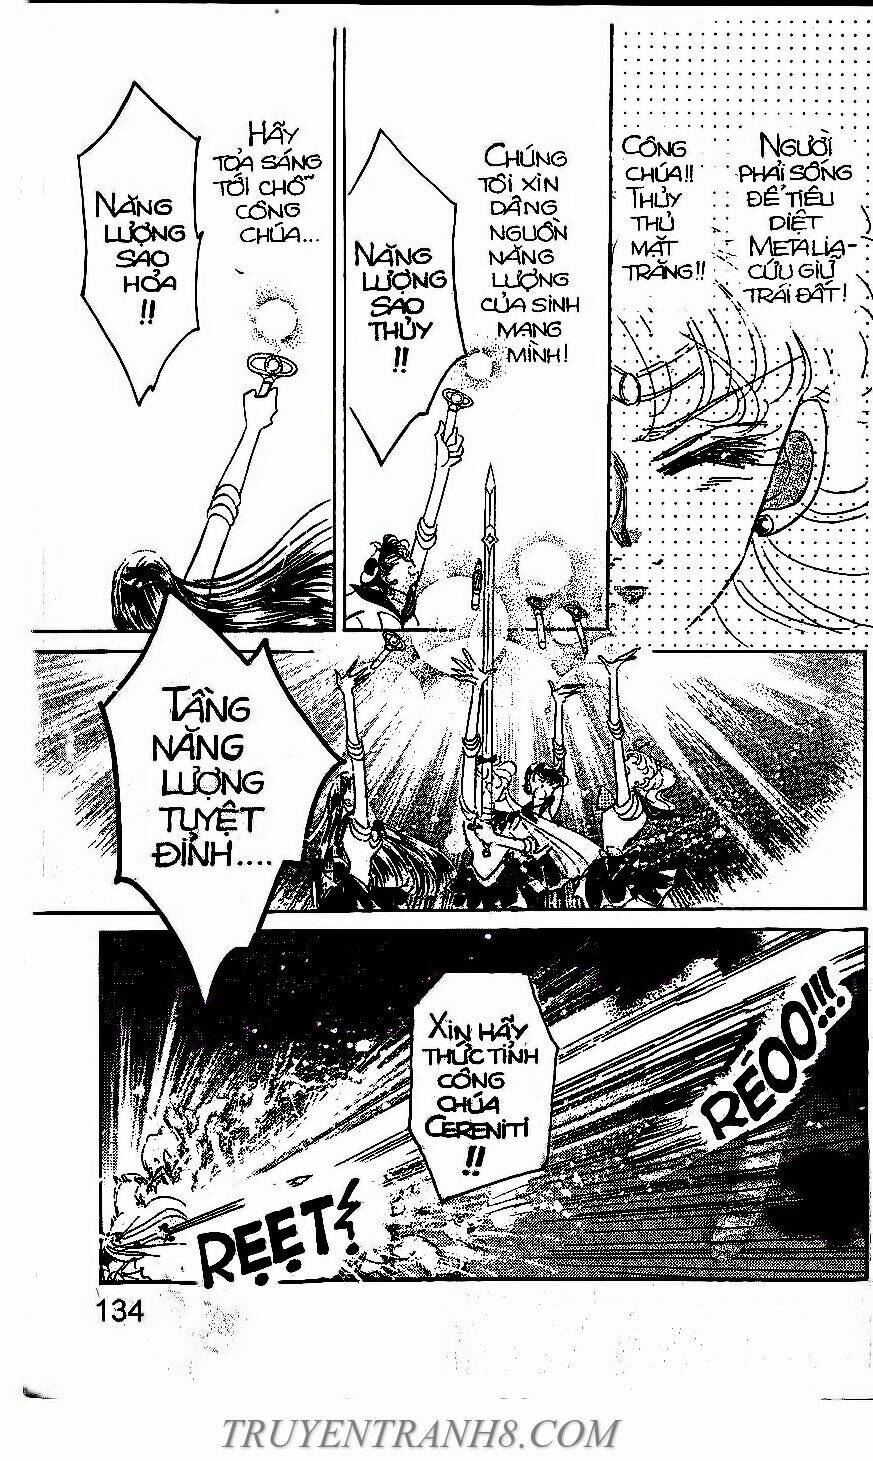 NGƯỜI
PHẢI SỐNG
ĐỂ TIÊU
DIỆT
METALIA-
CỨU GIỮ
TRÁI ĐẤT!
CÔNG
CHÚA!!
THỦY
THỦ
MẶT
TRĂNG!!
CHÚNG
TÔI XIN
DÂNG
NGUỒN
NĂNG
LƯỢNG
CỦA SINH
MẠNG
MÌNH!
NĂNG
LƯỢNG
SAO
THỦY
!!
HÃY
TỎA SÁNG
TỚI CHỖ
CÔNG
CHÚA...
NĂNG
LƯỢNG
SAO
HỎA
!!
TẦNG
NĂNG
LƯỢNG
TUYỆT
ĐỈNH....
XIN HÃY
THỨC TỈNH
CÔNG
CHÚA
CERENITI
!!
RÉOO!!!
RẸẸT!
134
TRUYENTRANH8.COM